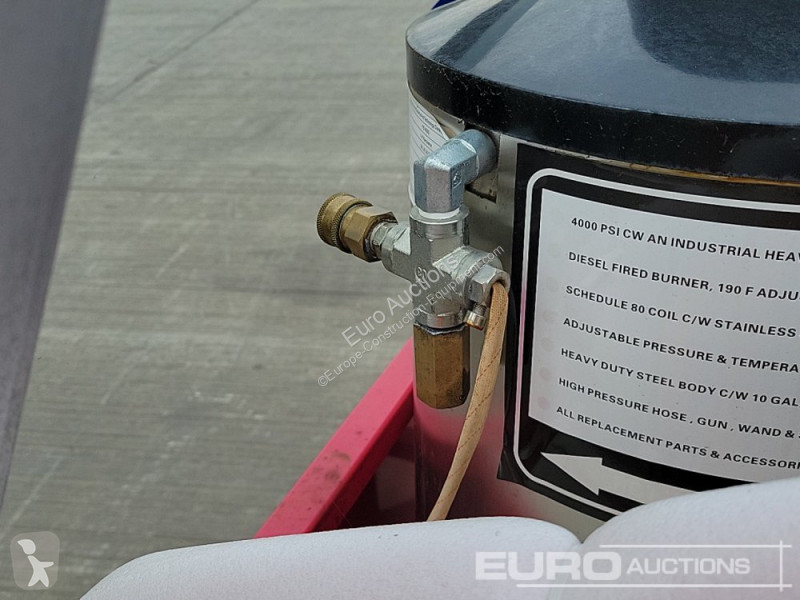 4000 PSI CW AN INDUSTRIAL HEA
DIESEL FIRED BURNER, 190 F ADJU
SCHEDULE 80 COIL C/W STAINLESS
ADJUSTABLE PRESSURE & TEMPERA
HEAVY DUTY STEEL BODY C/W 10 GAL
HIGH PRESSURE HOSE , GUN , WAND &
ALL REPLACEMENT PARTS & ACCESSOR
Euro Auctions
©Europe-Construction-Equipment.com
EURO AUCTIONS